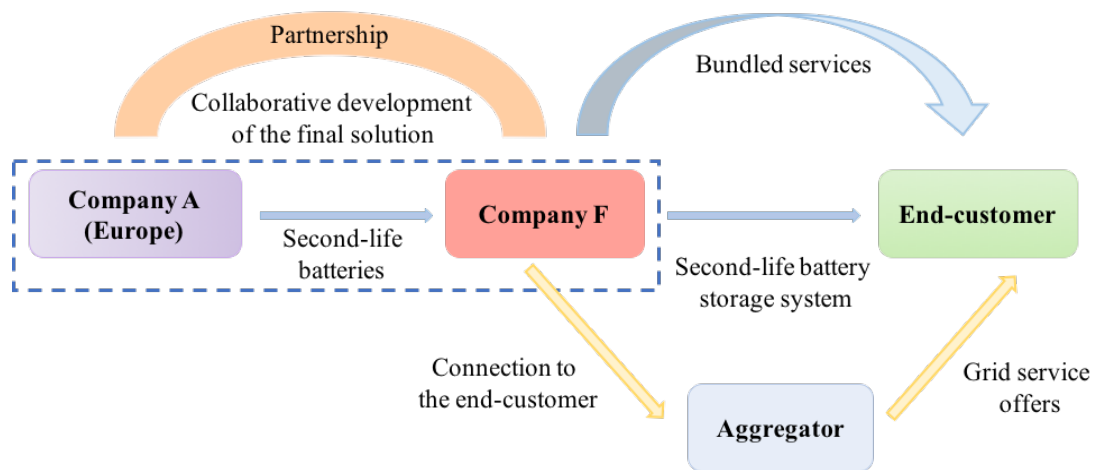 Partnership
Collaborative development
of the final solution
Bundled services
Company A
(Europe)
Second-life
batteries
Company F
Second-life battery
storage system
End-customer
Connection to
the end-customer
Aggregator
Grid service
offers